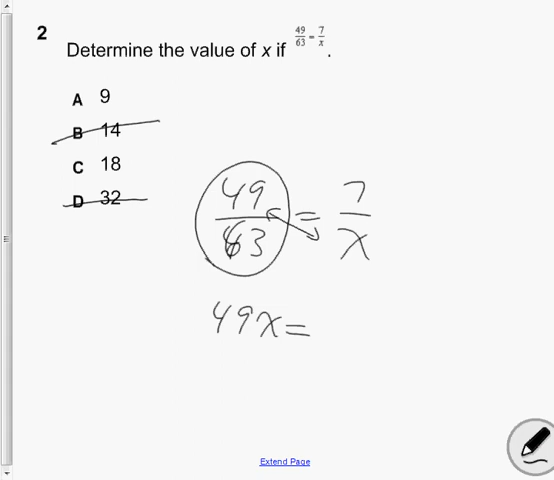 2
Determine the value of x if 49/63 = 7/x.
A 9
B 14
C 18
D 32
49/63 = 7/x
49x=
Extend Page